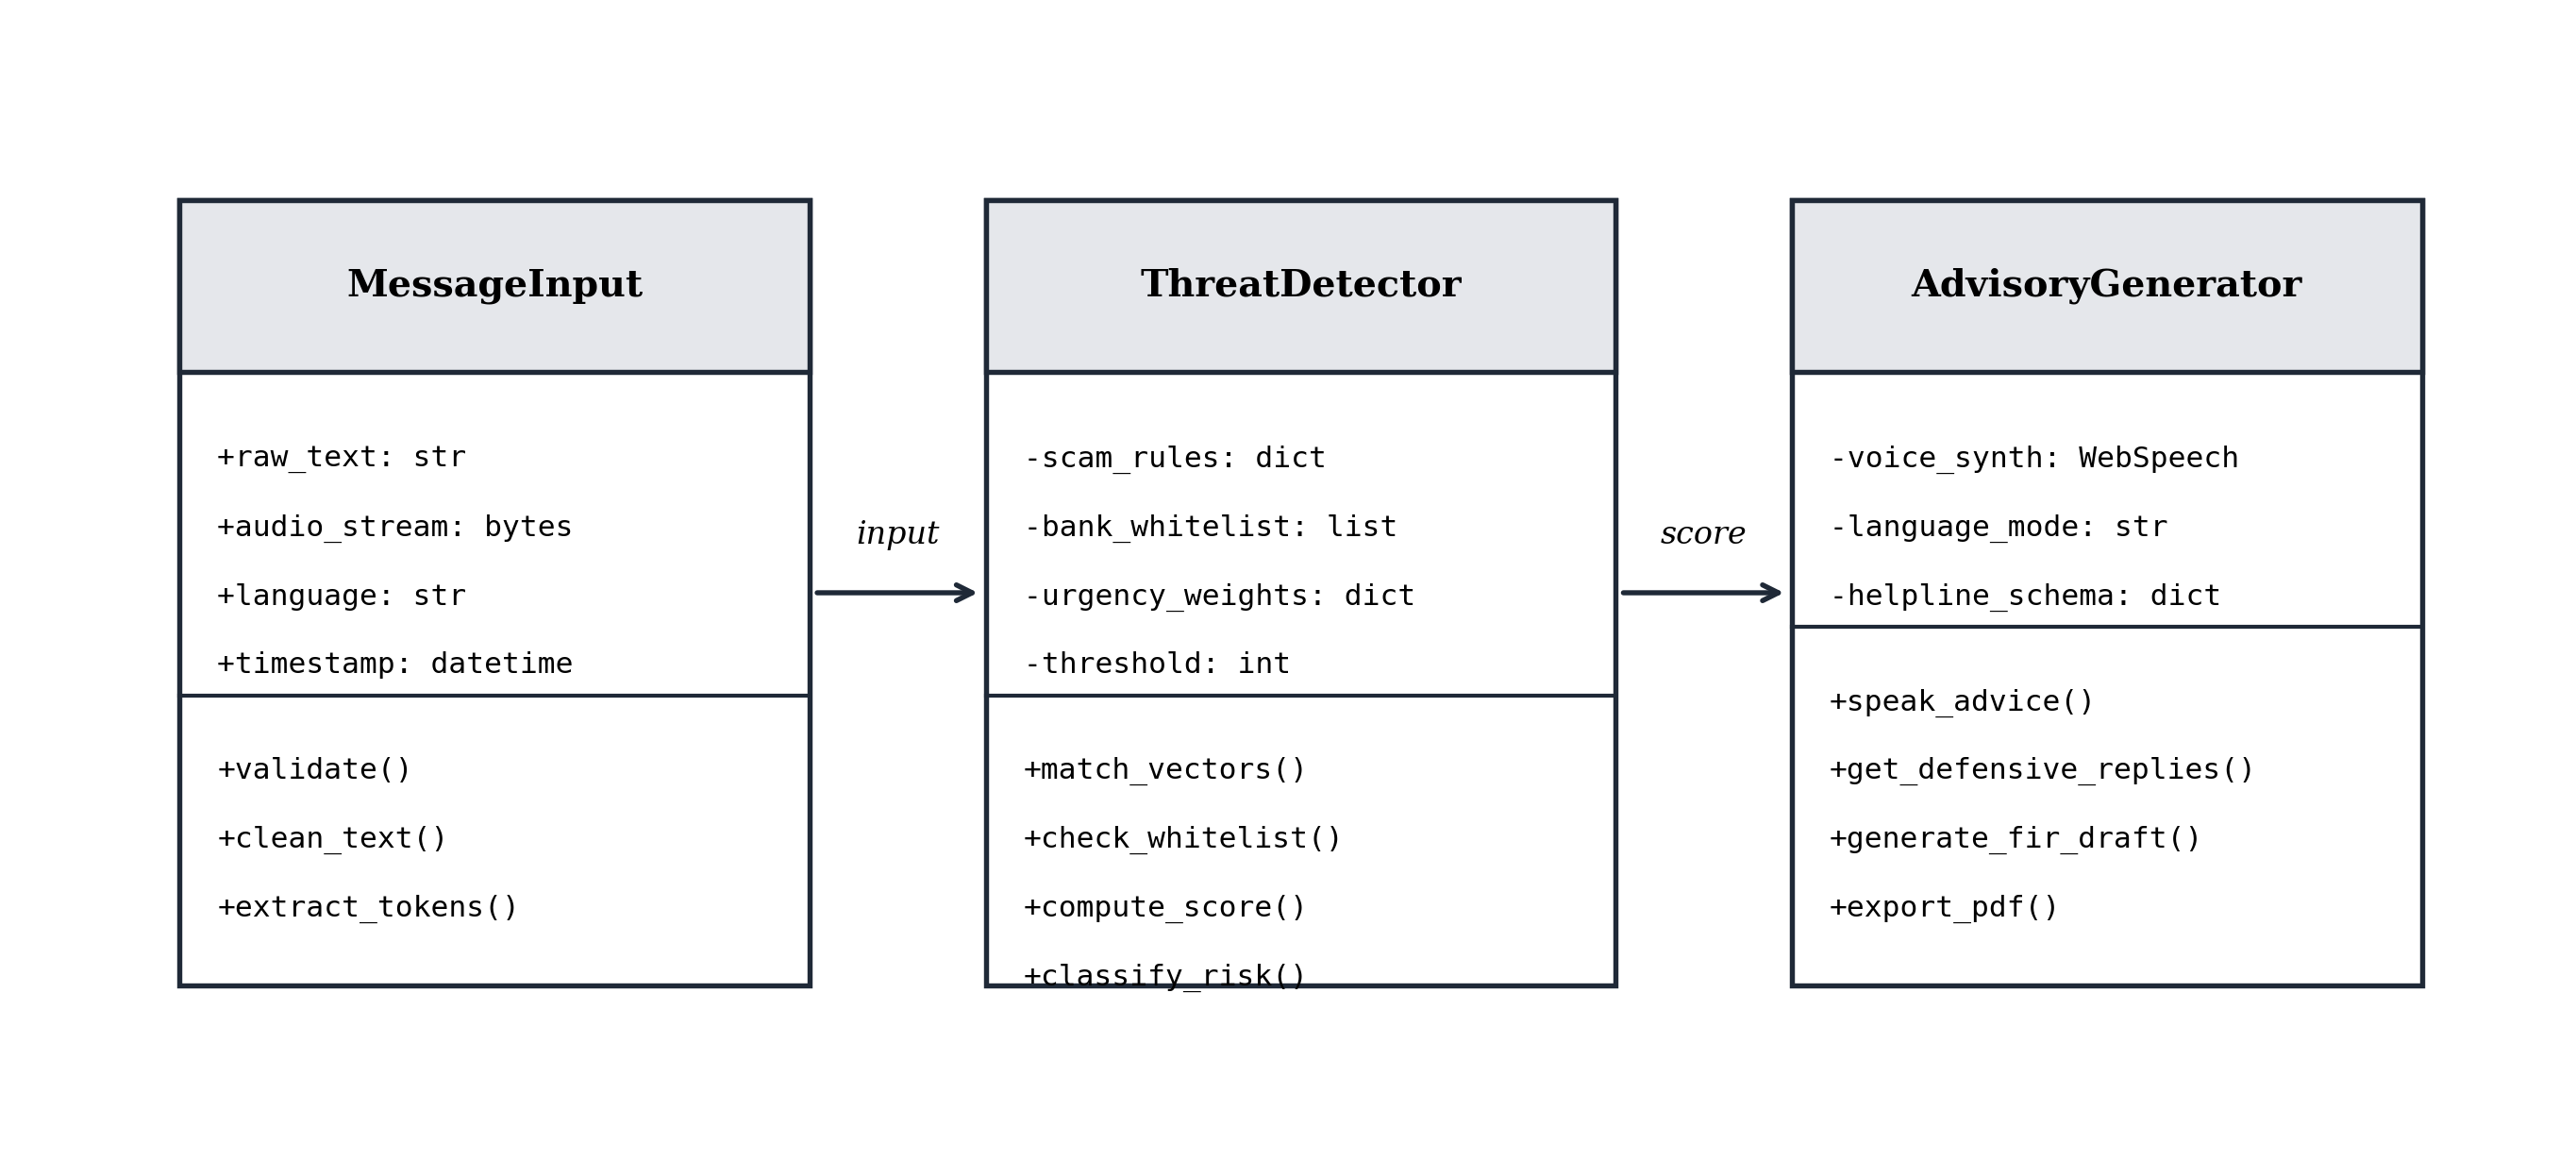 MessageInput
+raw_text: str
+audio_stream: bytes
+language: str
+timestamp: datetime
+validate()
+clean_text()
+extract_tokens()
input
ThreatDetector
-scam_rules: dict
-bank_whitelist: list
-urgency_weights: dict
-threshold: int
+match_vectors()
+check_whitelist()
+compute_score()
+classify_risk()
score
AdvisoryGenerator
-voice_synth: WebSpeech
-language_mode: str
-helpline_schema: dict
+speak_advice()
+get_defensive_replies()
+generate_fir_draft()
+export_pdf()